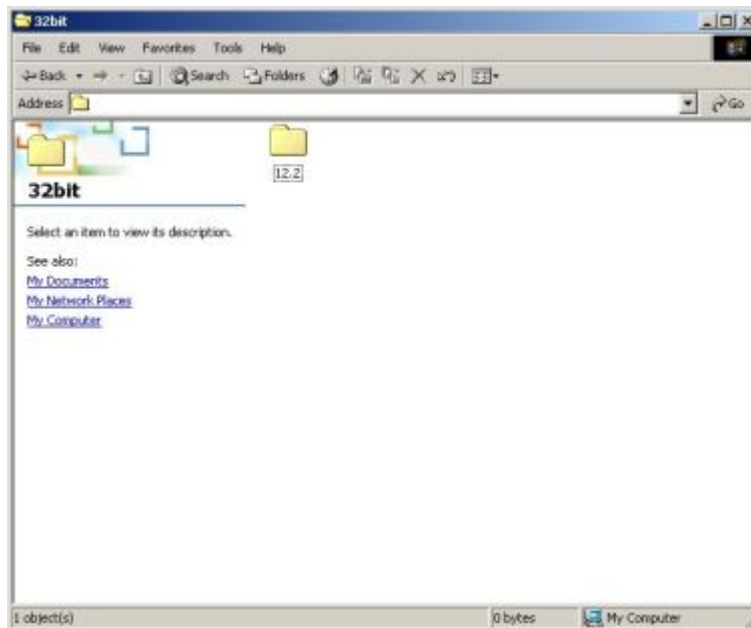 32bit
File Edit View Favorites Tools Help
Back Search Folders
Address Go
32bit
12.2
Select an item to view its description.
See also:
My Documents
My Network Places
My Computer
1 object(s) 0 bytes My Computer